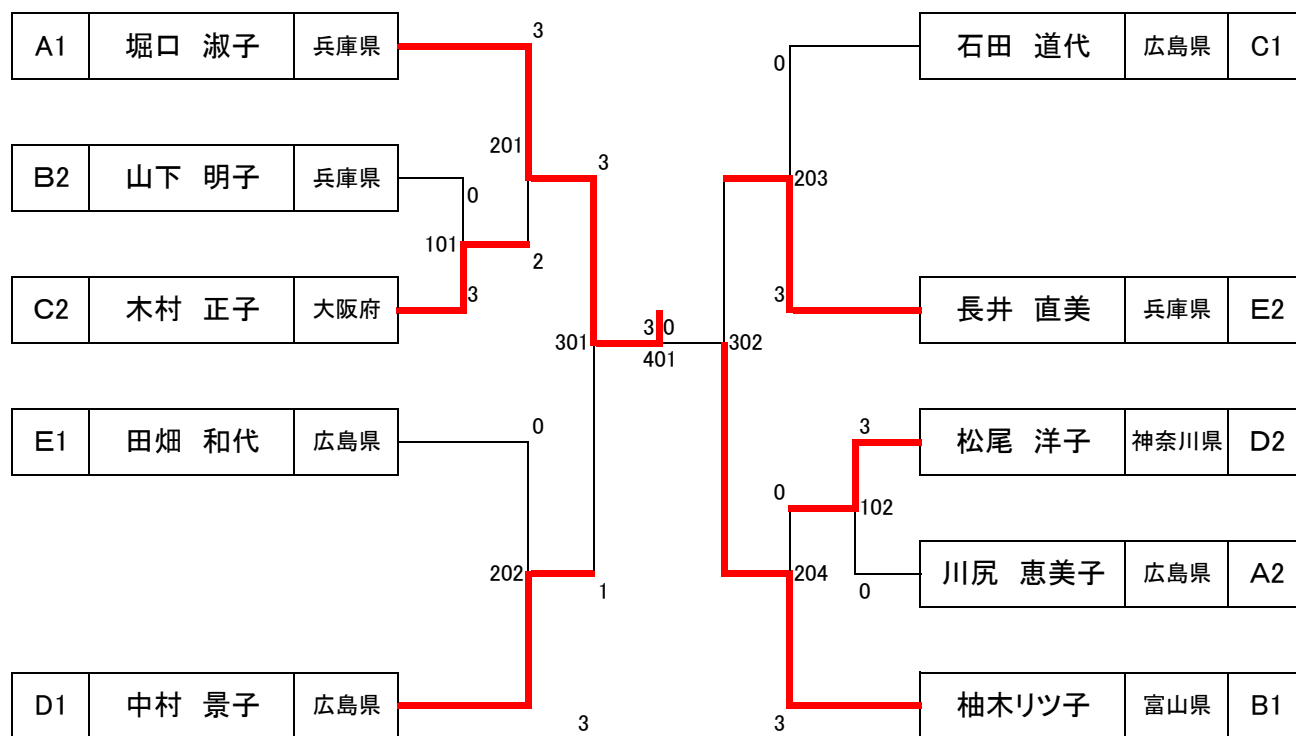 3
A1 堀口 淑子 兵庫県
石田 道代 広島県 C1
0
201
3
B2 山下 明子 兵庫県
203
0
101
2
C2 木村 正子 大阪府
3
3
長井 直美 兵庫県 E2
3 0
301
401
302
E1 田畑 和代 広島県
0
3
松尾 洋子 神奈川県 D2
0
102
202
1
204
0
川尻 恵美子 広島県 A2
D1 中村 景子 広島県
3
3
柚木リツ子 富山県 B1